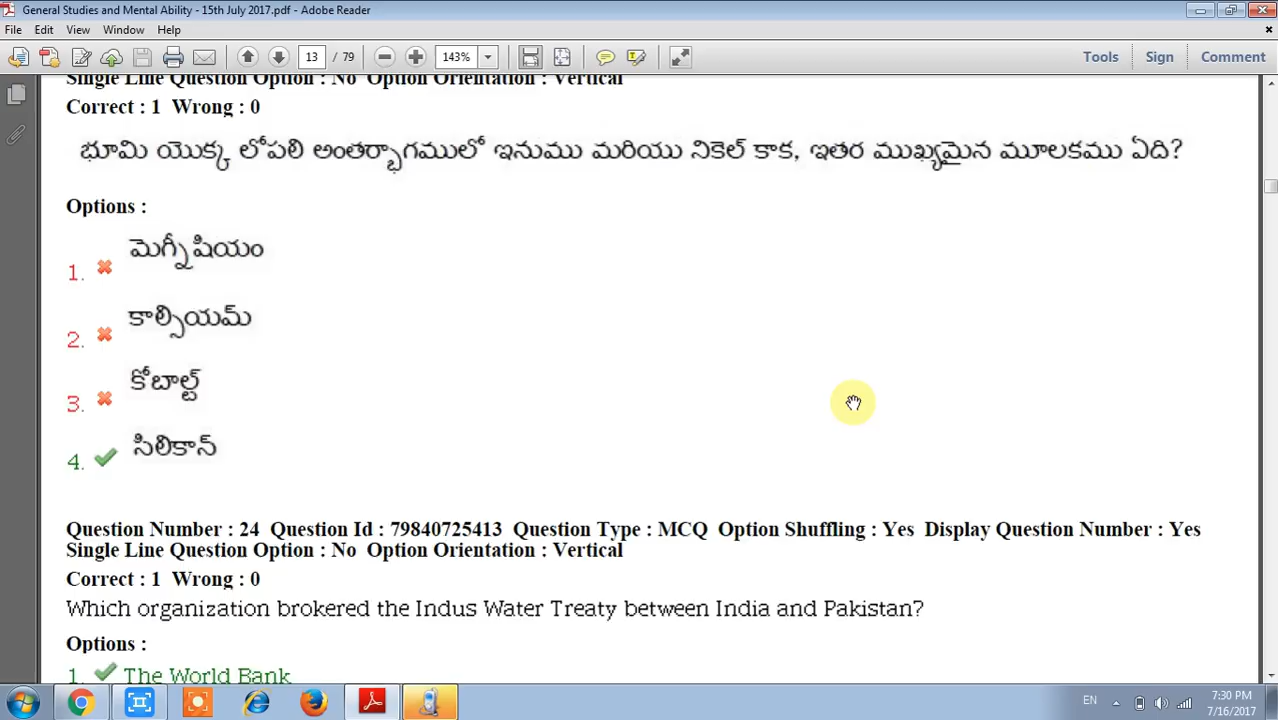 General Studies and Mental Ability - 15th July 2017.pdf - Adobe Reader
File Edit View Window Help
13 / 79 143% Tools Sign Comment
Single Line Question Option : No Option Orientation : Vertical
Correct : 1 Wrong : 0
భూమి యొక్క లోపలి అంతర్భాగములో ఇనుము మరియు నికెల్ కాక, ఇతర ముఖ్యమైన మూలకము ఏది?
Options :
1. మెగ్నీషియం
2. కాల్సియమ్
3. కోబాల్ట్
4. సిలికాన్
Question Number : 24 Question Id : 79840725413 Question Type : MCQ Option Shuffling : Yes Display Question Number : Yes
Single Line Question Option : No Option Orientation : Vertical
Correct : 1 Wrong : 0
Which organization brokered the Indus Water Treaty between India and Pakistan?
Options :
1. The World Bank
EN 7:30 PM
7/16/2017